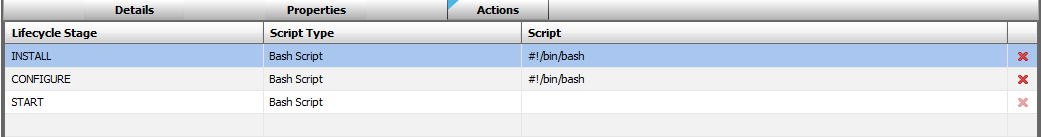 Details Properties Actions
Lifecycle Stage Script Type Script
INSTALL Bash Script #!/bin/bash
CONFIGURE Bash Script #!/bin/bash
START Bash Script